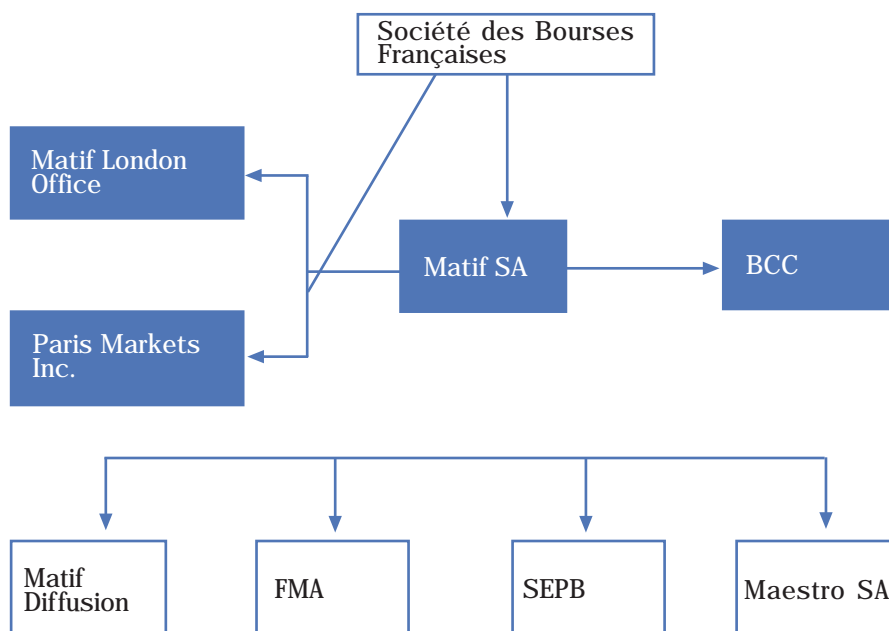 Société des Bourses
Françaises
Matif London
Office
Matif SA
BCC
Paris Markets
Inc.
Matif
Diffusion
FMA
SEPB
Maestro SA